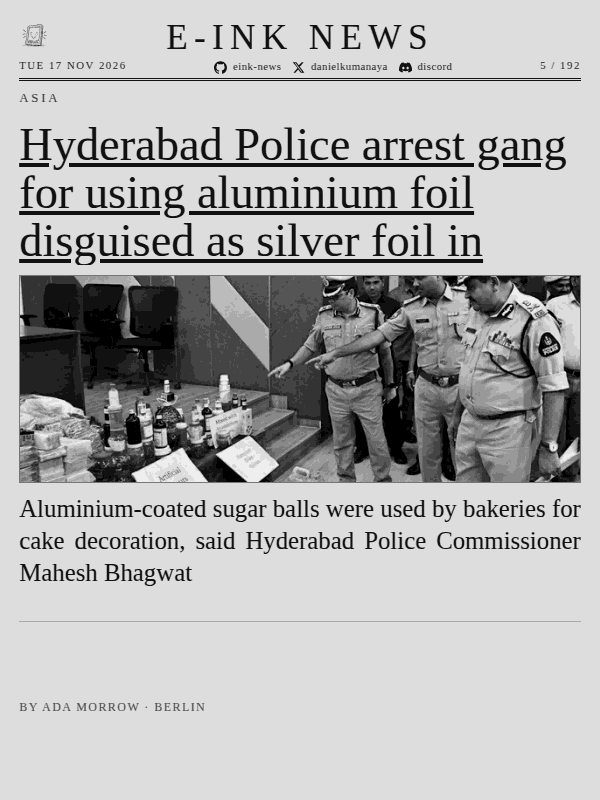 E-INK NEWS
TUE 17 NOV 2026 eink-news danielkumanaya discord 5 / 192
ASIA
Hyderabad Police arrest gang
for using aluminium foil
disguised as silver foil in
Artificial
Aluminium-coated sugar balls were used by bakeries for
cake decoration, said Hyderabad Police Commissioner
Mahesh Bhagwat
BY ADA MORROW · BERLIN